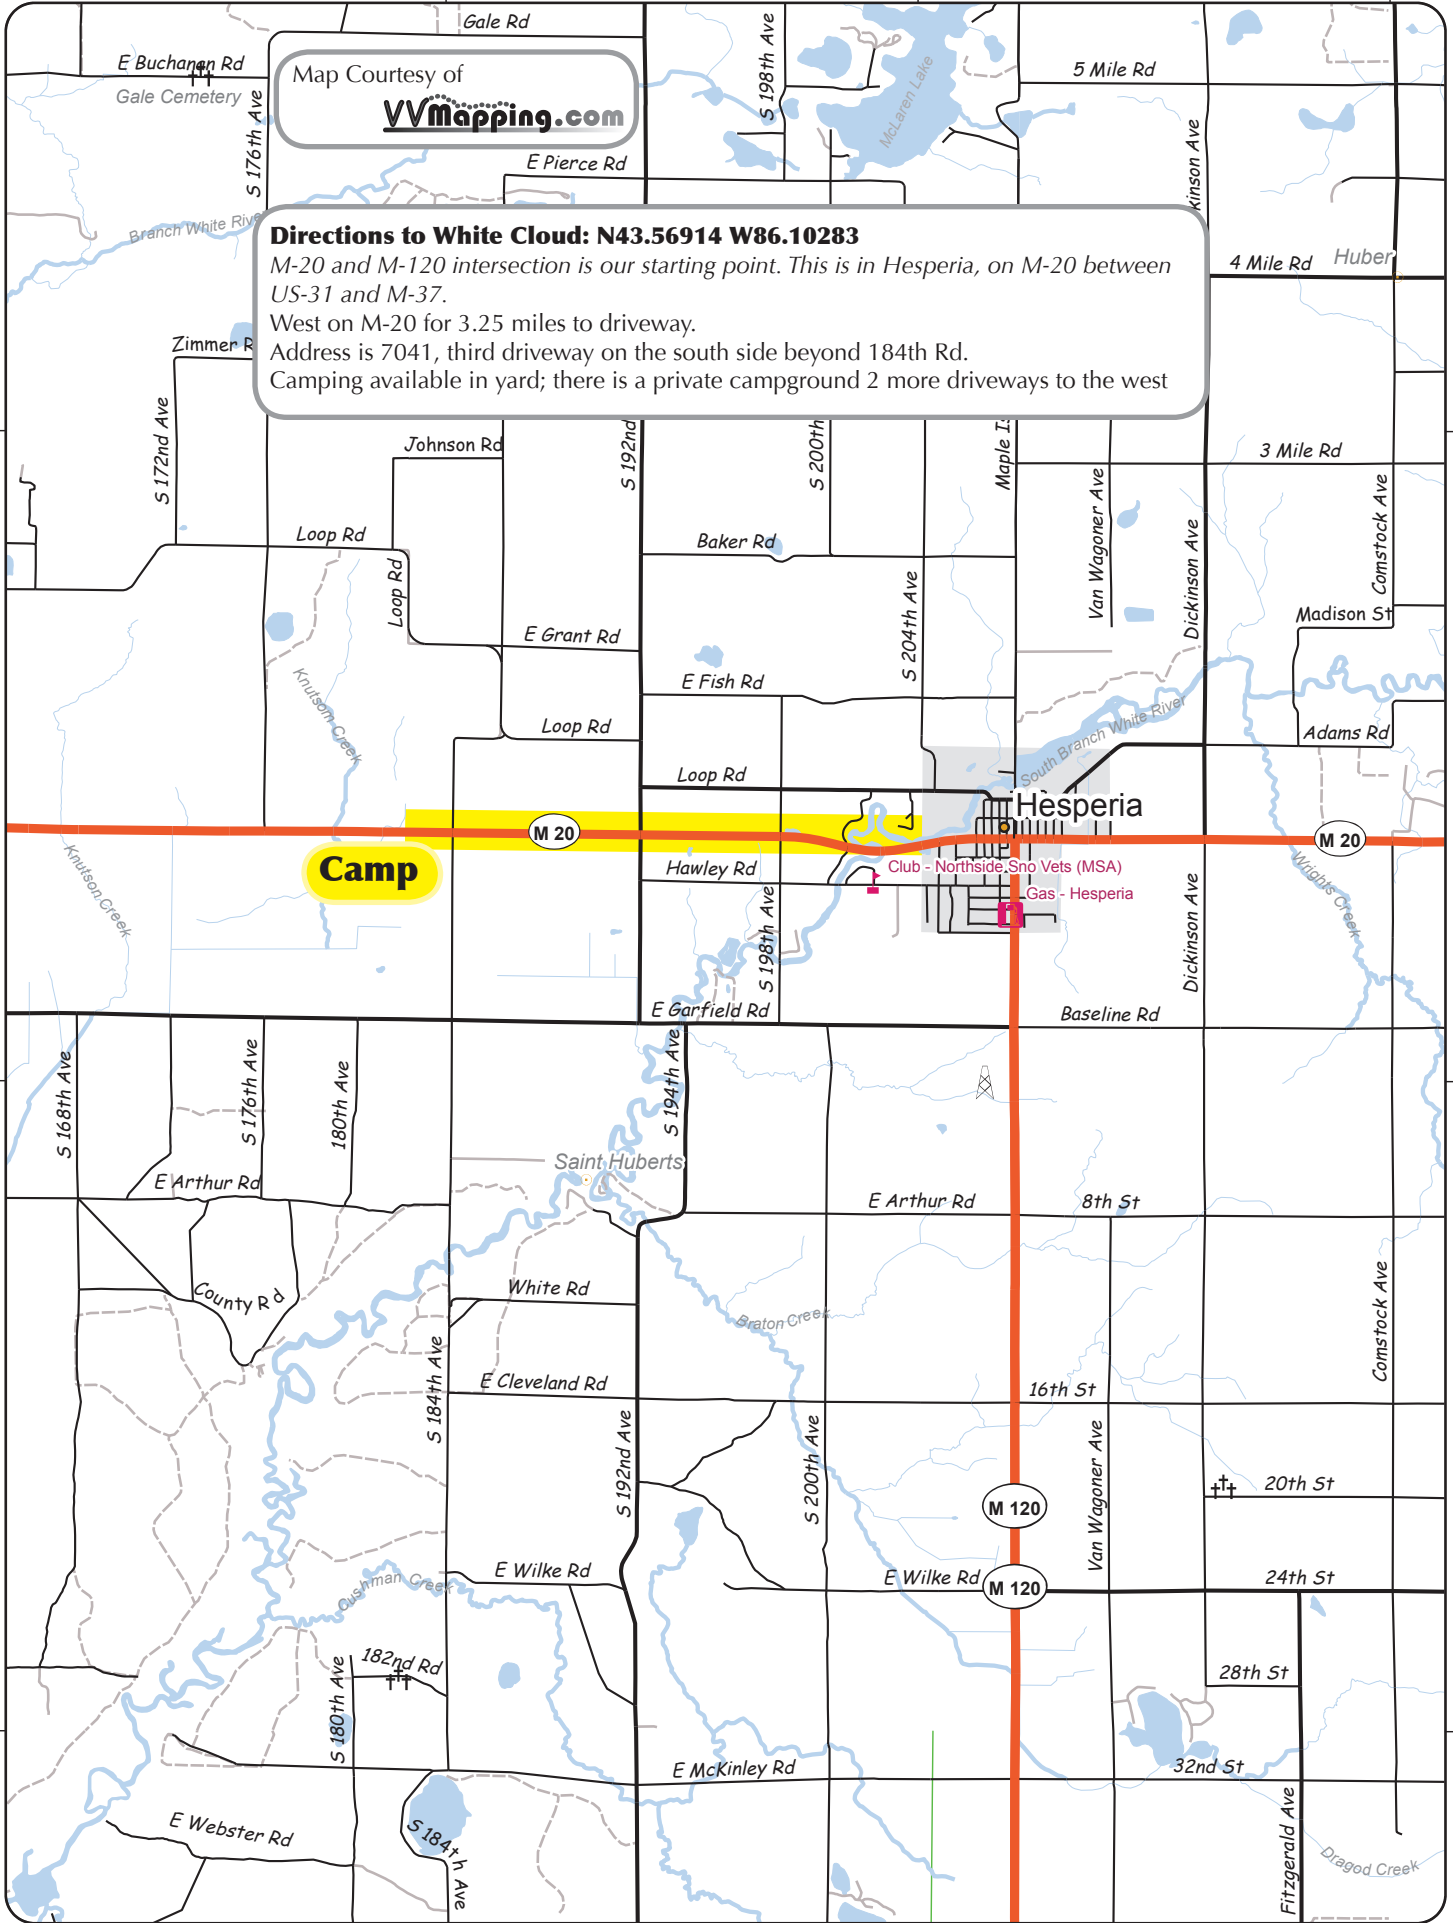 Gale Rd
S 198th Ave
E Buchanan Rd
Gale Cemetery
S 176th Ave
Map Courtesy of
VVMapping.com
McLaren Lake
5 Mile Rd
E Pierce Rd
kinson Ave
Branch White Rive
Directions to White Cloud: N43.56914 W86.10283
M-20 and M-120 intersection is our starting point. This is in Hesperia, on M-20 between
US-31 and M-37.
West on M-20 for 3.25 miles to driveway.
Address is 7041, third driveway on the south side beyond 184th Rd.
Camping available in yard; there is a private campground 2 more driveways to the west
4 Mile Rd
Huber
Zimmer R
S 172nd Ave
Johnson Rd
S 192nd
S 200th
Maple Is
3 Mile Rd
Van Wagoner Ave
Comstock Ave
Loop Rd
Loop Rd
Baker Rd
Dickinson Ave
S 204th Ave
Madison St
E Grant Rd
Knutsom Creek
E Fish Rd
South Branch White River
Loop Rd
Adams Rd
Loop Rd
Hesperia
M 20
M 20
Camp
Knutson Creek
Hawley Rd
Club - Northside Sno Vets (MSA)
Gas - Hesperia
Wrights Creek
S 198th Ave
Dickinson Ave
E Garfield Rd
Baseline Rd
S 168th Ave
S 176th Ave
180th Ave
S 194th Ave
Saint Huberts
E Arthur Rd
E Arthur Rd
8th St
County Rd
White Rd
Braton Creek
Comstock Ave
S 184th Ave
E Cleveland Rd
16th St
S 192nd Ave
S 200th Ave
Van Wagoner Ave
20th St
M 120
Cushman Creek
E Wilke Rd
E Wilke Rd
M 120
24th St
182nd Rd
S 180th Ave
28th St
E McKinley Rd
32nd St
E Webster Rd
S 184th Ave
Fitzgerald Ave
Dragod Creek